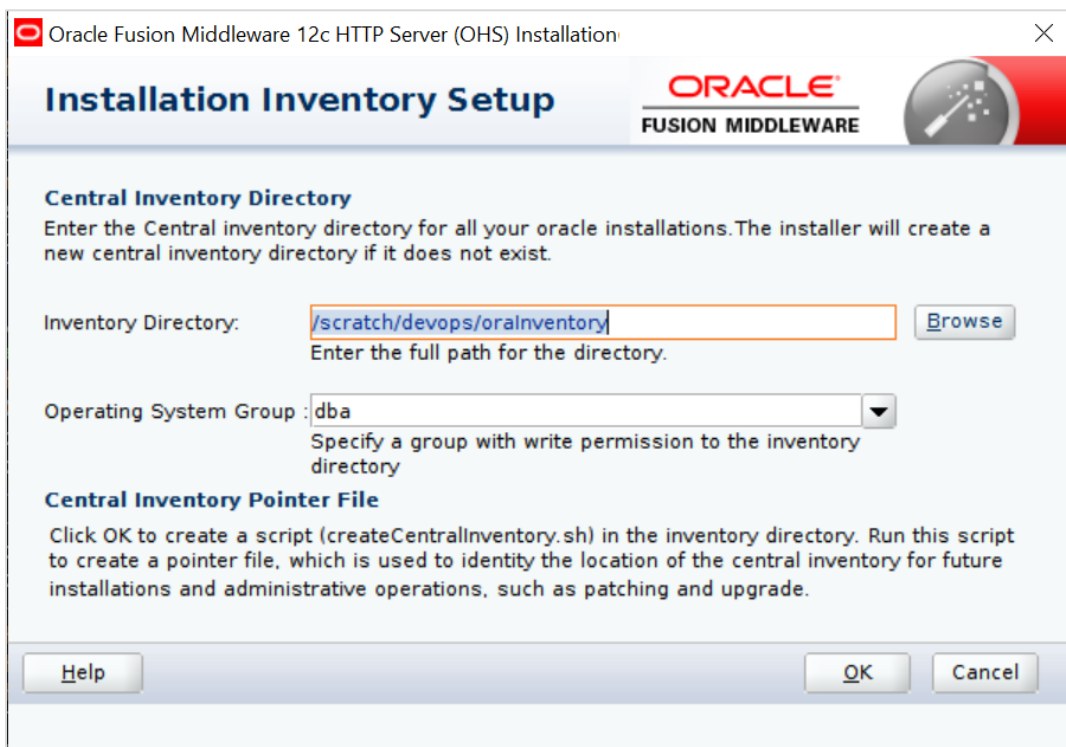 Oracle Fusion Middleware 12c HTTP Server (OHS) Installation
Installation Inventory Setup
ORACLE
FUSION MIDDLEWARE
Central Inventory Directory
Enter the Central inventory directory for all your oracle installations.The installer will create a
new central inventory directory if it does not exist.
Inventory Directory: /scratch/devops/oraInventory Browse
Enter the full path for the directory.
Operating System Group : dba
Specify a group with write permission to the inventory
directory
Central Inventory Pointer File
Click OK to create a script (createCentralInventory.sh) in the inventory directory. Run this script
to create a pointer file, which is used to identity the location of the central inventory for future
installations and administrative operations, such as patching and upgrade.
Help OK Cancel